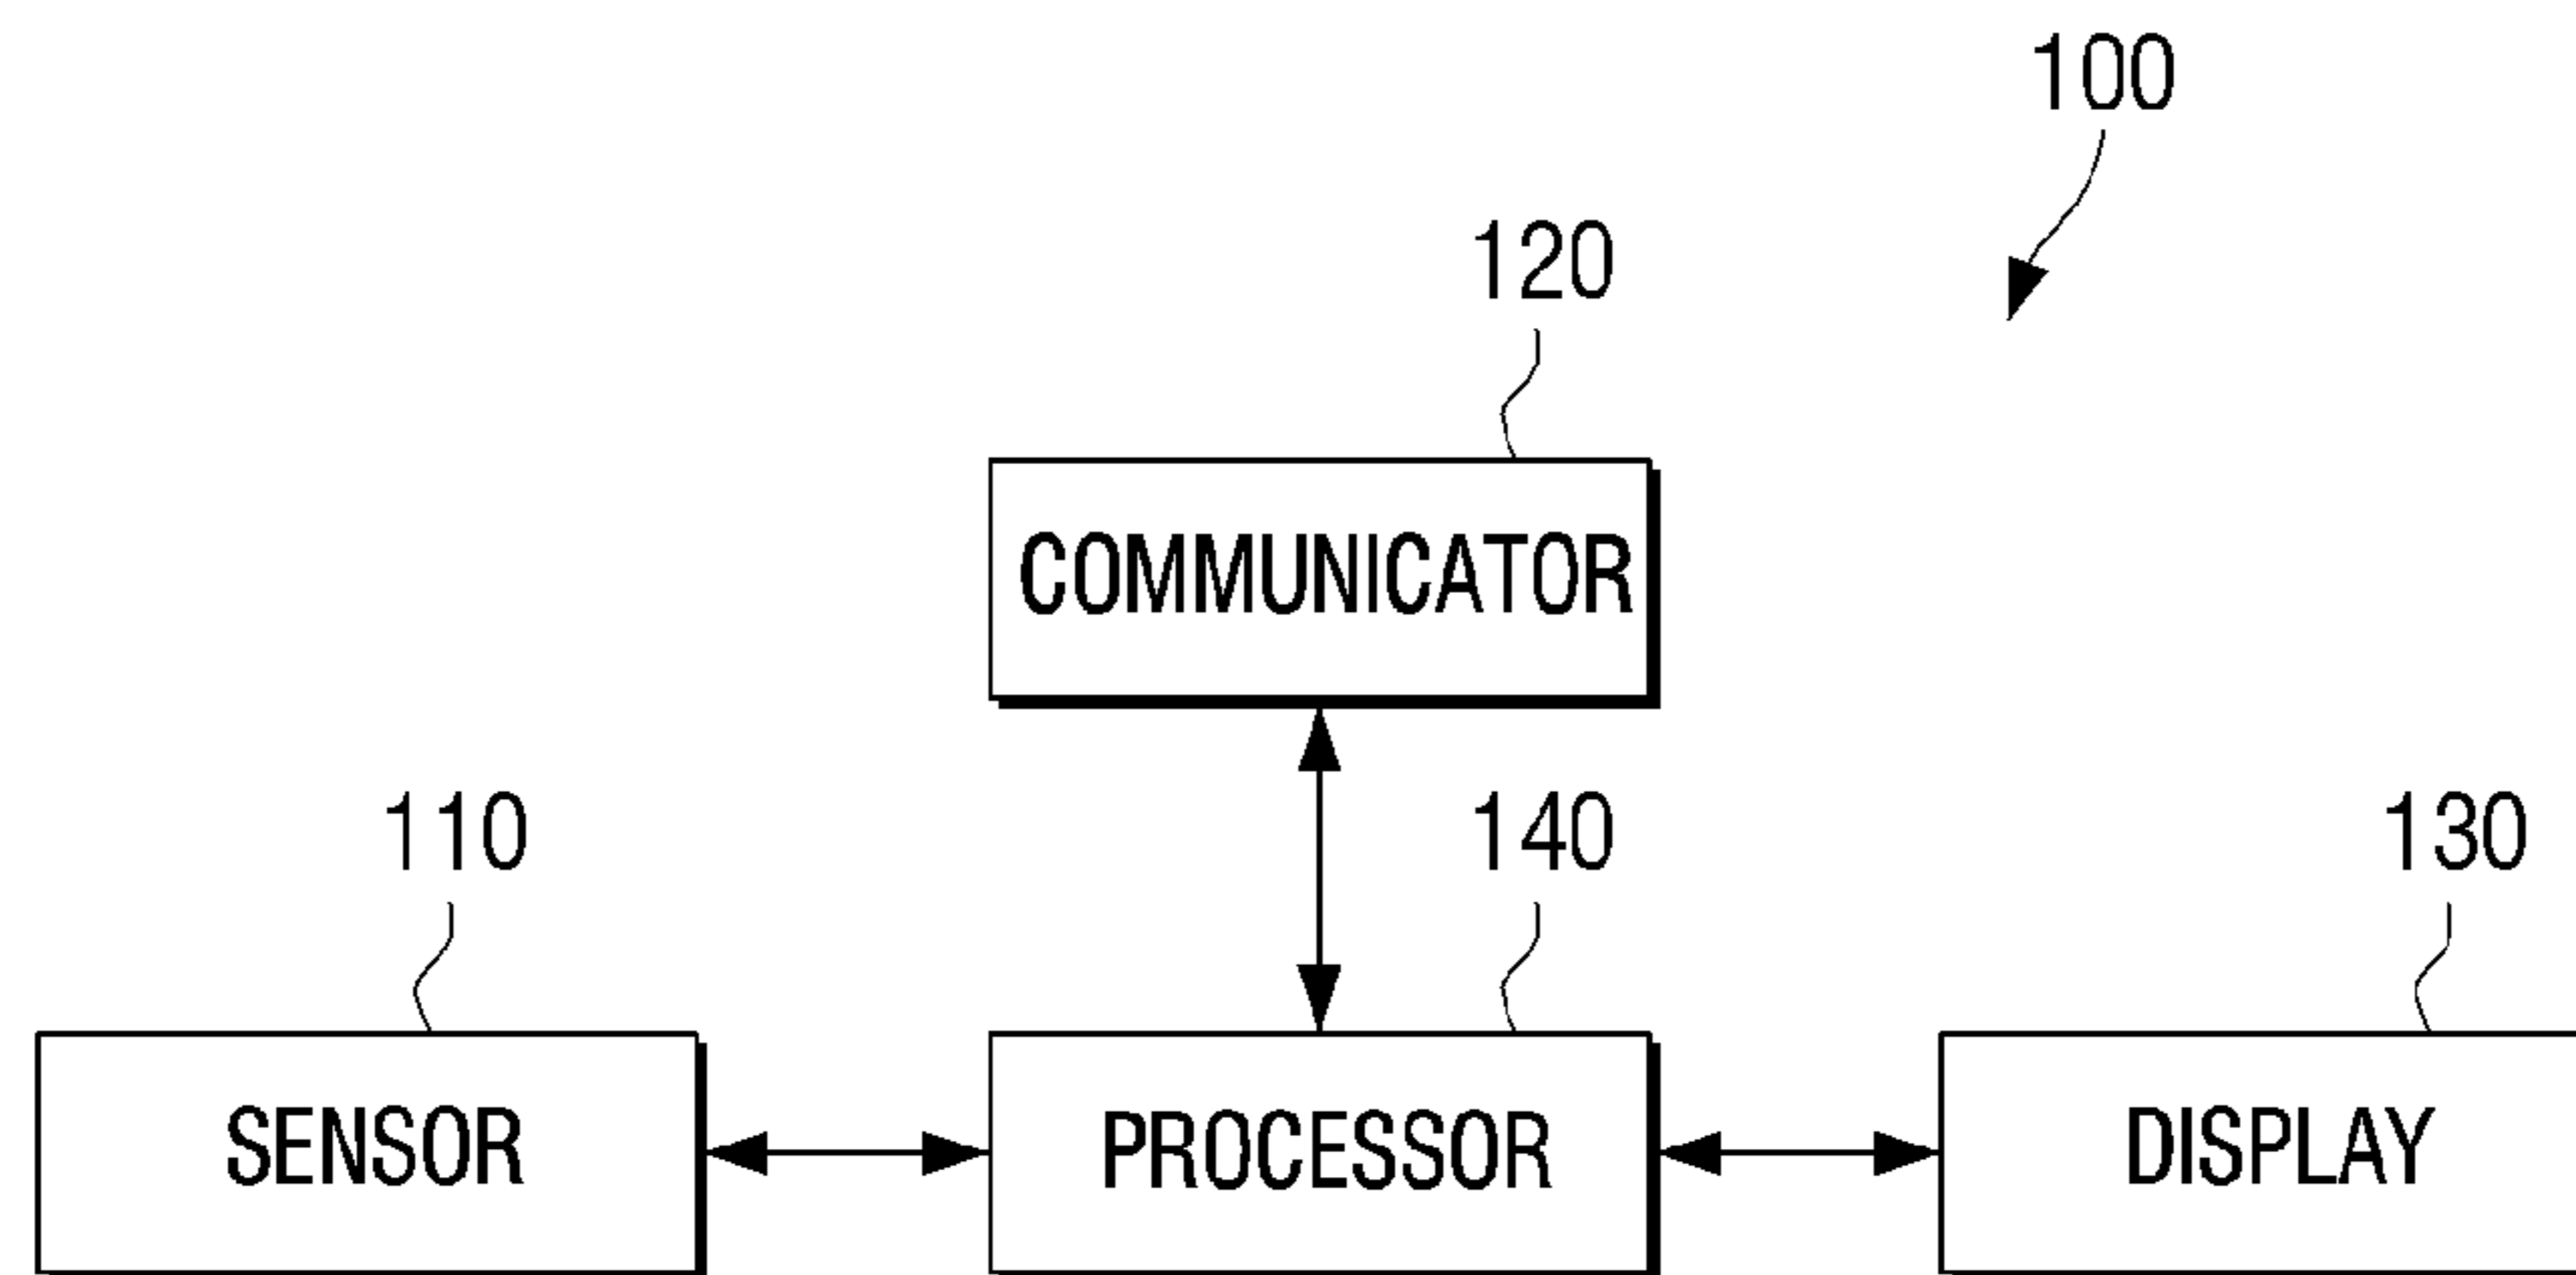 100
120
COMMUNICATOR
110
140
130
SENSOR
PROCESSOR
DISPLAY